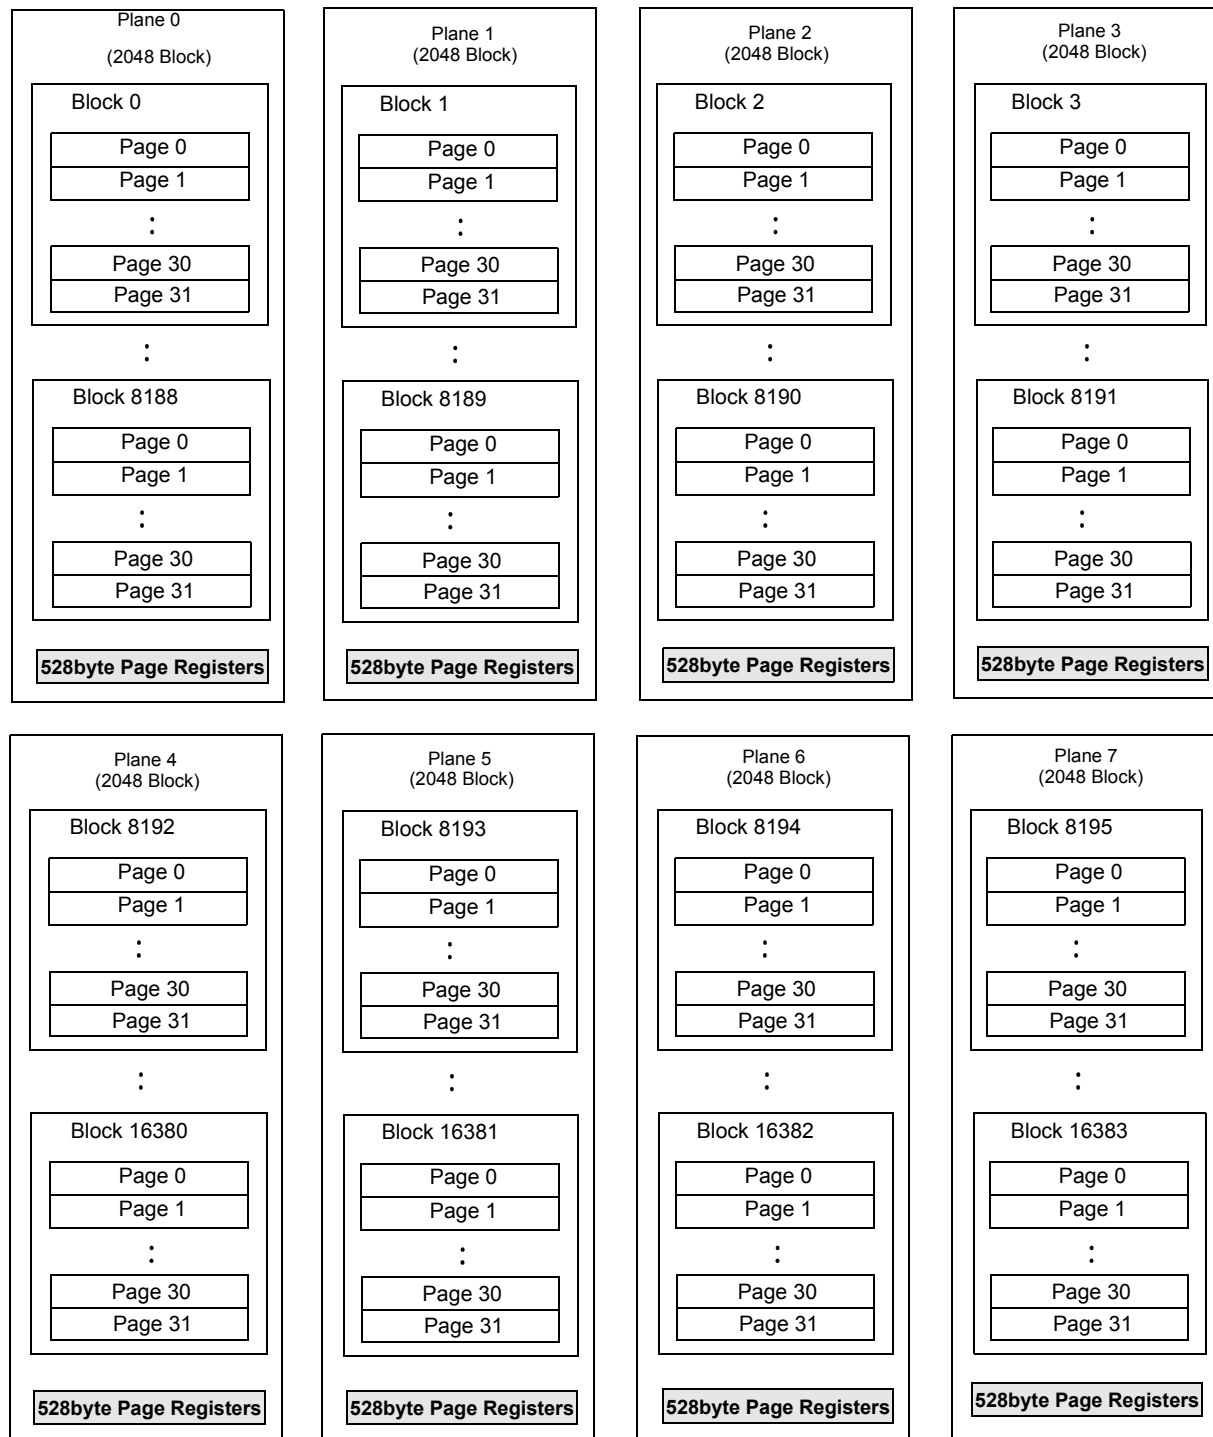 Plane 0
(2048 Block)
Block 0
Page 0
Page 1
:
Page 30
Page 31
:
Block 8188
Page 0
Page 1
:
Page 30
Page 31
528byte Page Registers
Plane 1
(2048 Block)
Block 1
Page 0
Page 1
:
Page 30
Page 31
:
Block 8189
Page 0
Page 1
:
Page 30
Page 31
528byte Page Registers
Plane 2
(2048 Block)
Block 2
Page 0
Page 1
:
Page 30
Page 31
:
Block 8190
Page 0
Page 1
:
Page 30
Page 31
528byte Page Registers
Plane 3
(2048 Block)
Block 3
Page 0
Page 1
:
Page 30
Page 31
:
Block 8191
Page 0
Page 1
:
Page 30
Page 31
528byte Page Registers
Plane 4
(2048 Block)
Block 8192
Page 0
Page 1
:
Page 30
Page 31
:
Block 16380
Page 0
Page 1
:
Page 30
Page 31
528byte Page Registers
Plane 5
(2048 Block)
Block 8193
Page 0
Page 1
:
Page 30
Page 31
:
Block 16381
Page 0
Page 1
:
Page 30
Page 31
528byte Page Registers
Plane 6
(2048 Block)
Block 8194
Page 0
Page 1
:
Page 30
Page 31
:
Block 16382
Page 0
Page 1
:
Page 30
Page 31
528byte Page Registers
Plane 7
(2048 Block)
Block 8195
Page 0
Page 1
:
Page 30
Page 31
:
Block 16383
Page 0
Page 1
:
Page 30
Page 31
528byte Page Registers